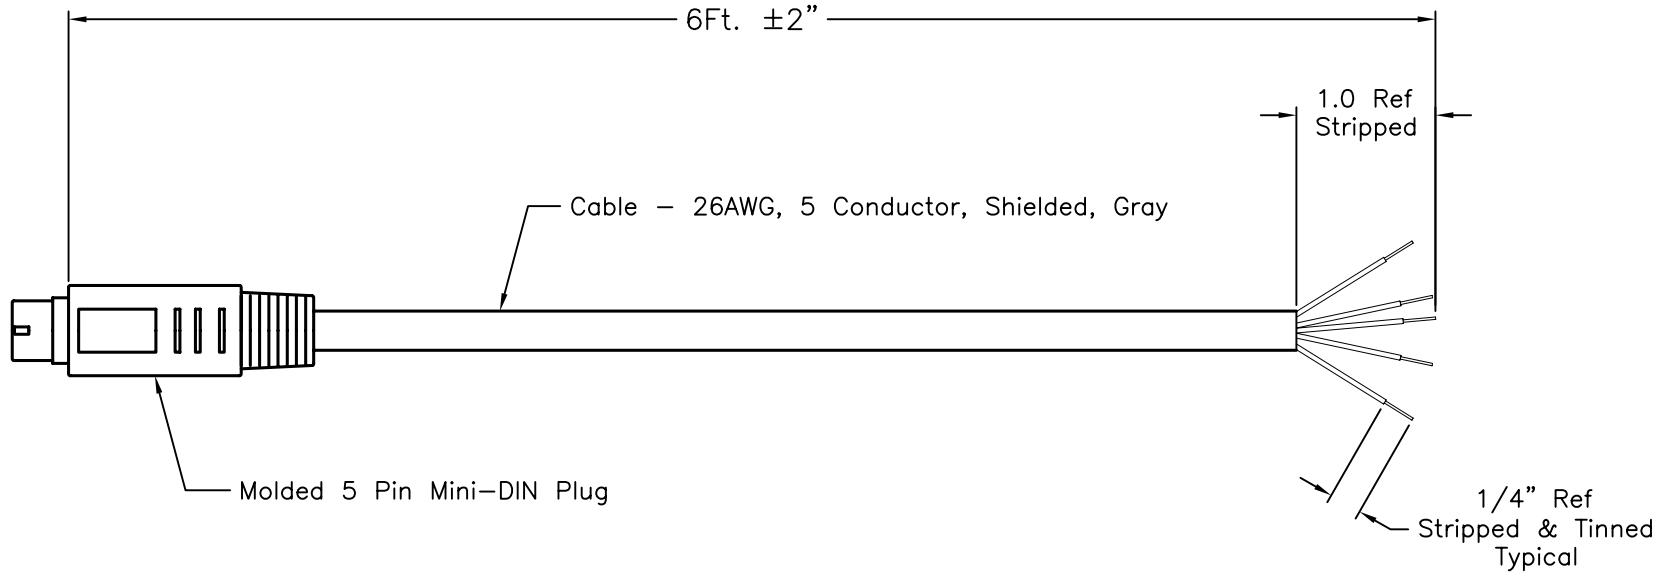 6Ft. ±2”
1.0 Ref
Stripped
Cable – 26AWG, 5 Conductor, Shielded, Gray
Molded 5 Pin Mini–DIN Plug
1/4” Ref
Stripped & Tinned
Typical